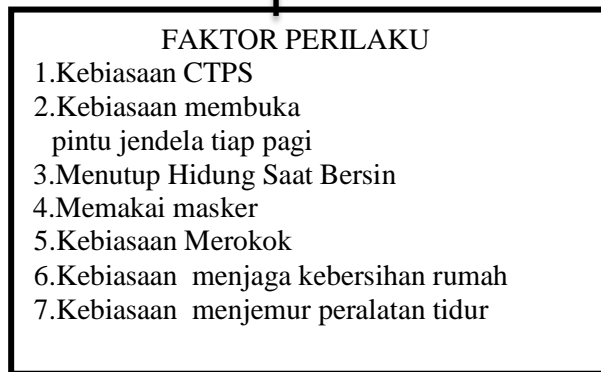 FAKTOR PERILAKU
1.Kebiasaan CTPS
2.Kebiasaan membuka
pintu jendela tiap pagi
3.Menutup Hidung Saat Bersin
4.Memakai masker
5.Kebiasaan Merokok
6.Kebiasaan menjaga kebersihan rumah
7.Kebiasaan menjemur peralatan tidur